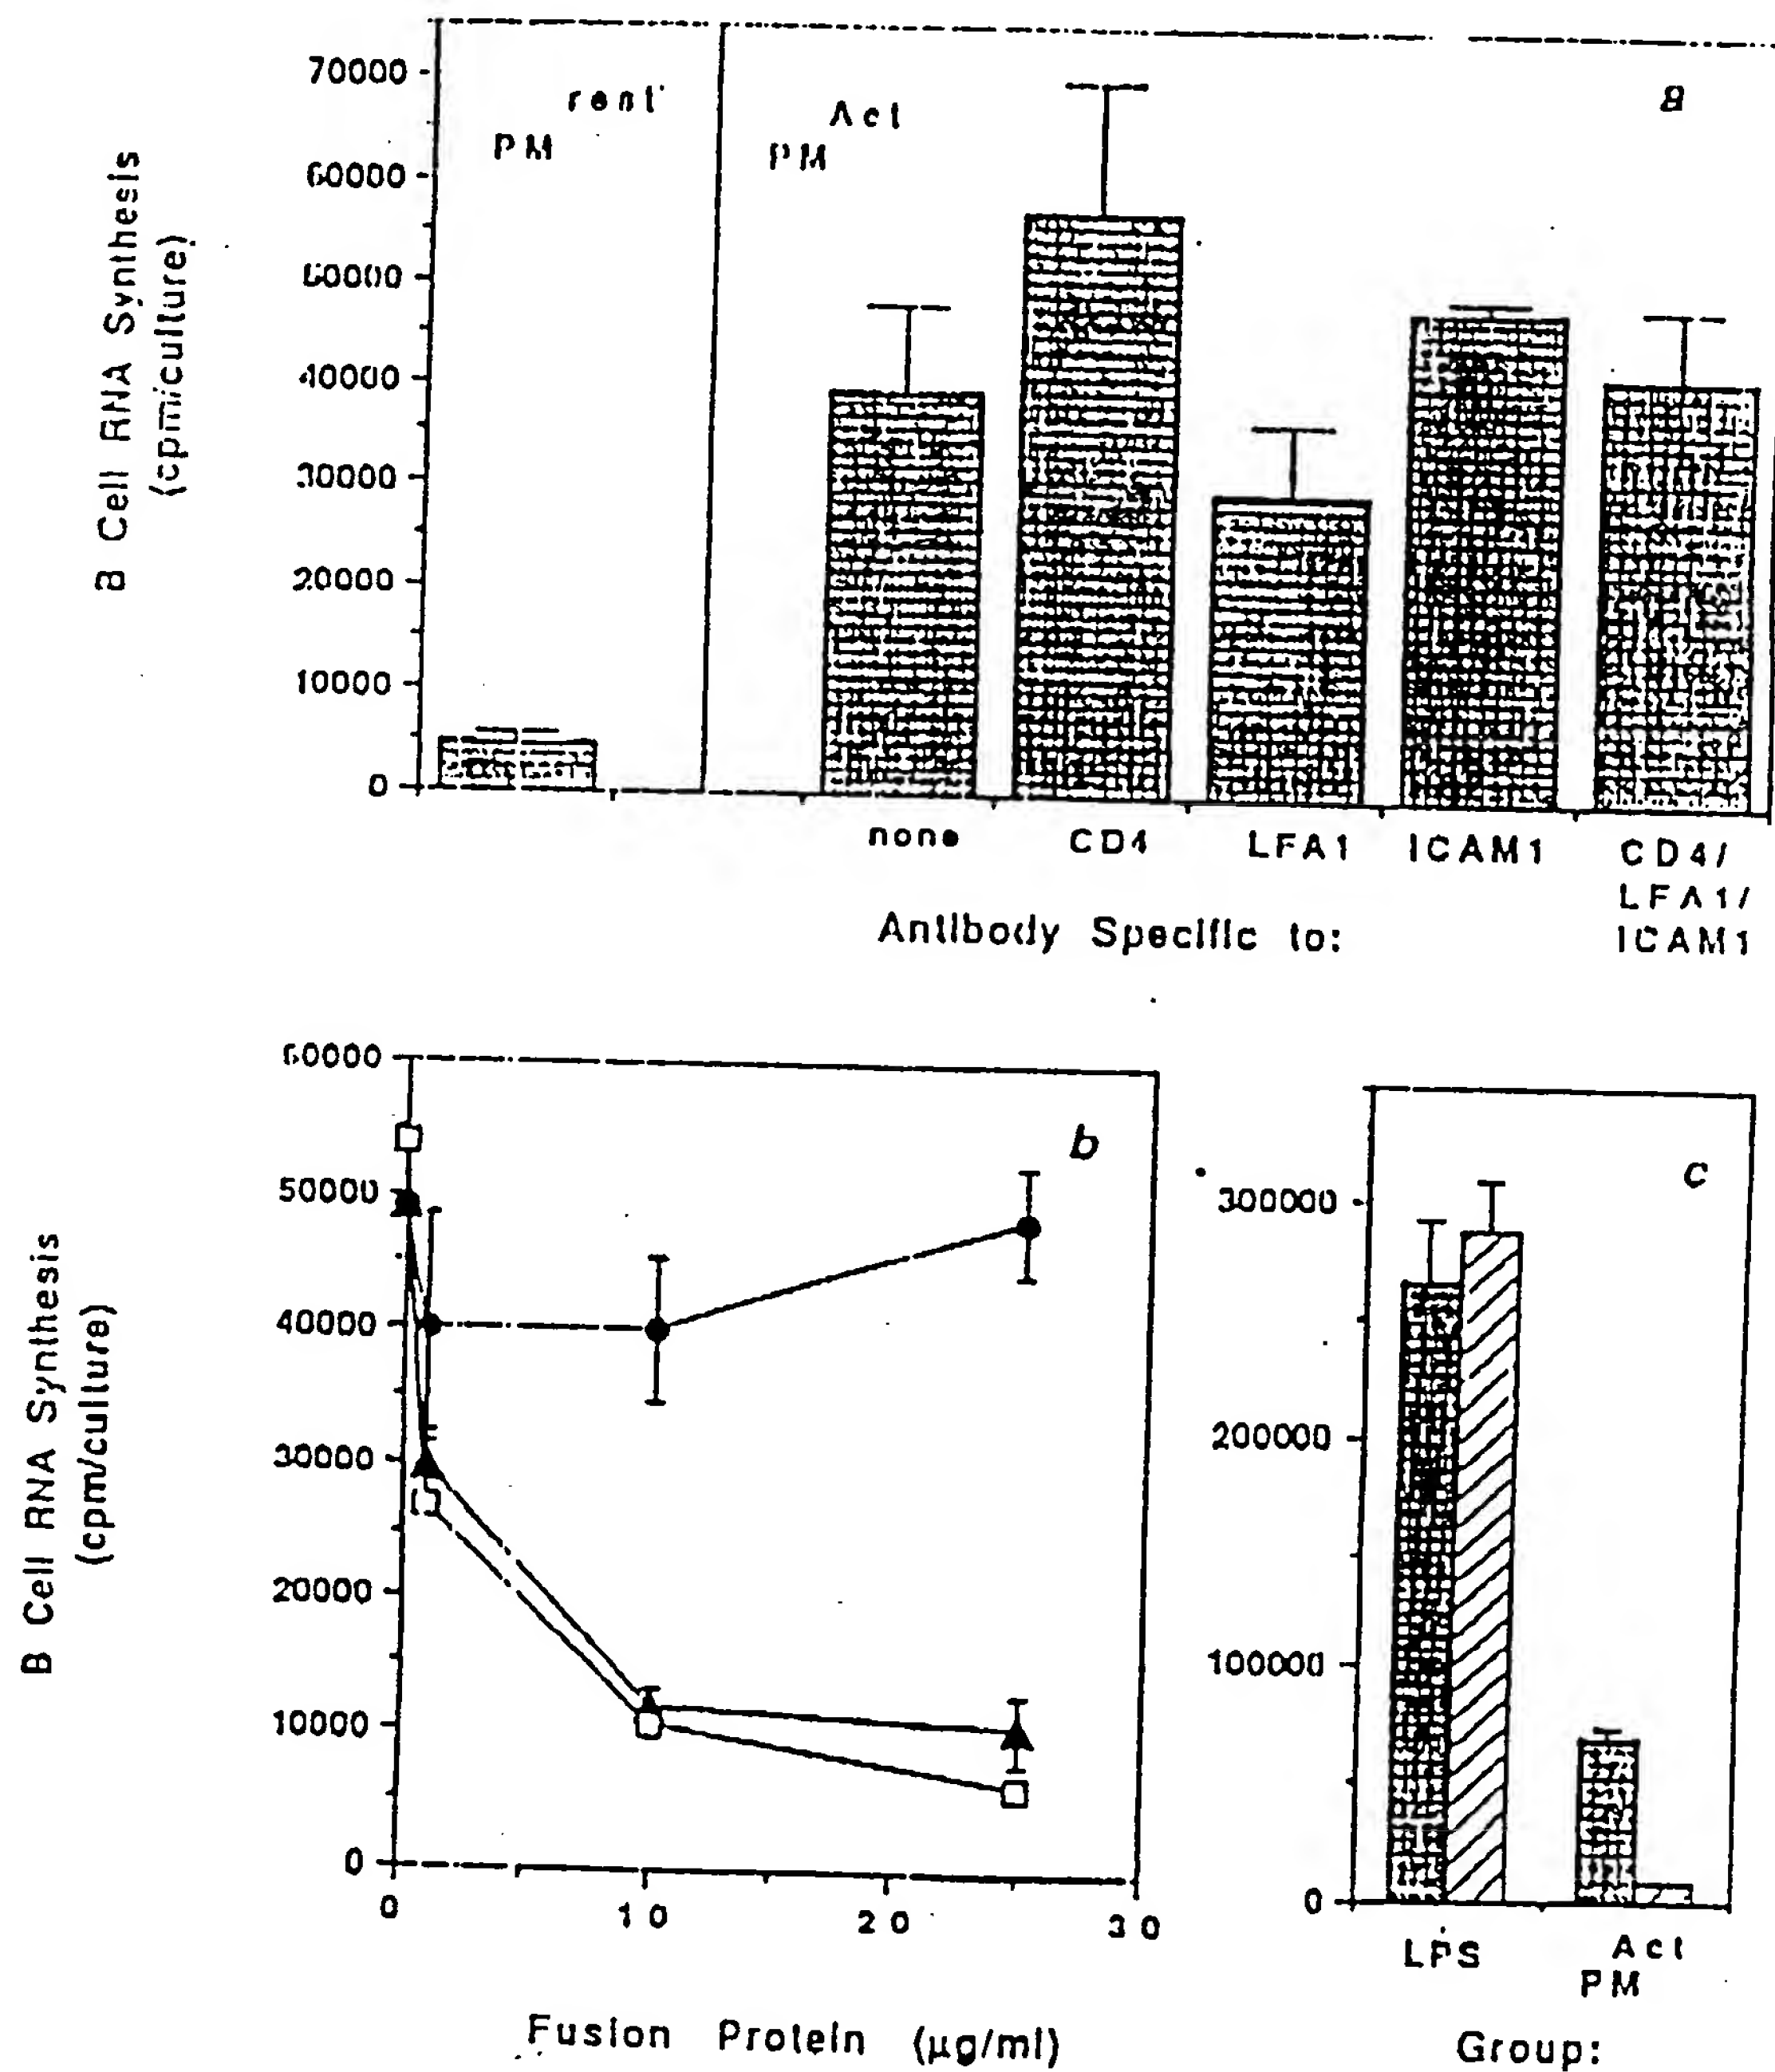 70000
60000
50000
40000
30000
20000
10000
0
B Cell RNA Synthesis
(cpm/culture)
rest
PM
Act
PM
a
none
CD4
LFA1
ICAM1
CD4/
LFA1/
ICAM1
Antibody Specific to:
60000
50000
40000
30000
20000
10000
0
B Cell RNA Synthesis
(cpm/culture)
b
0
10
20
30
Fusion Protein (µg/ml)
300000
200000
100000
0
c
LPS
Act
PM
Group: